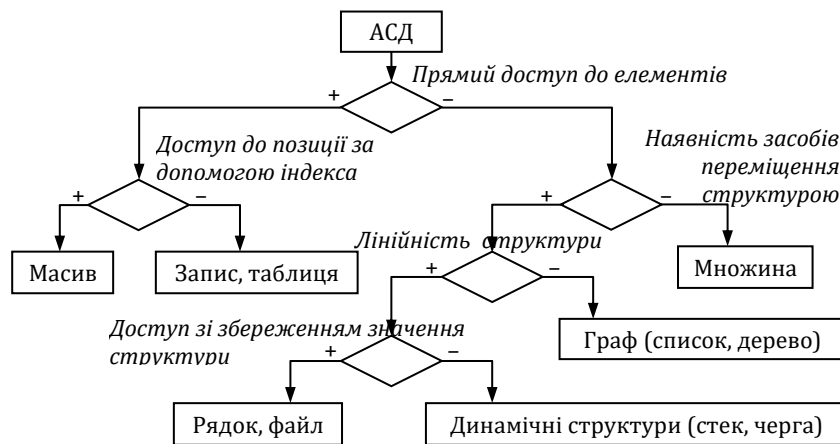 АСД
Прямий доступ до елементів
+ −
Доступ до позиції за
допомогою індекса
Наявність засобів
переміщення
структурою
+ − + −
Масив
Запис, таблиця
Лінійність структури
Множина
+ −
Доступ зі збереженням значення
структури
Граф (список, дерево)
+ −
Рядок, файл
Динамічні структури (стек, черга)